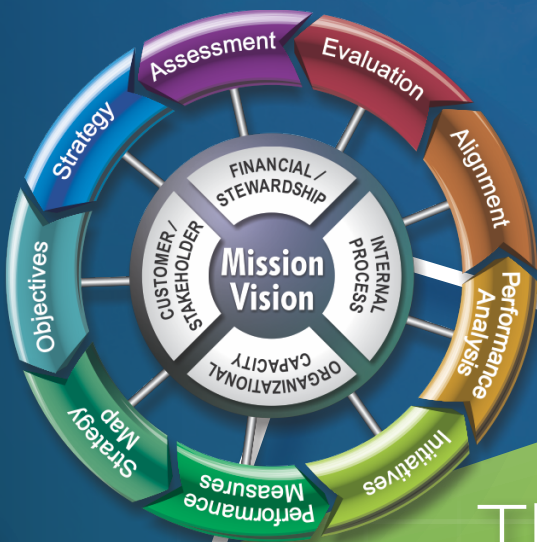 Assessment
Evaluation
Alignment
Performance
Analysis
Initiatives
Performance
Measures
Strategy
Map
Objectives
Strategy
FINANCIAL /
STEWARDSHIP
INTERNAL
PROCESS
ORGANIZATIONAL
CAPACITY
CUSTOMER /
STAKEHOLDER
Mission
Vision